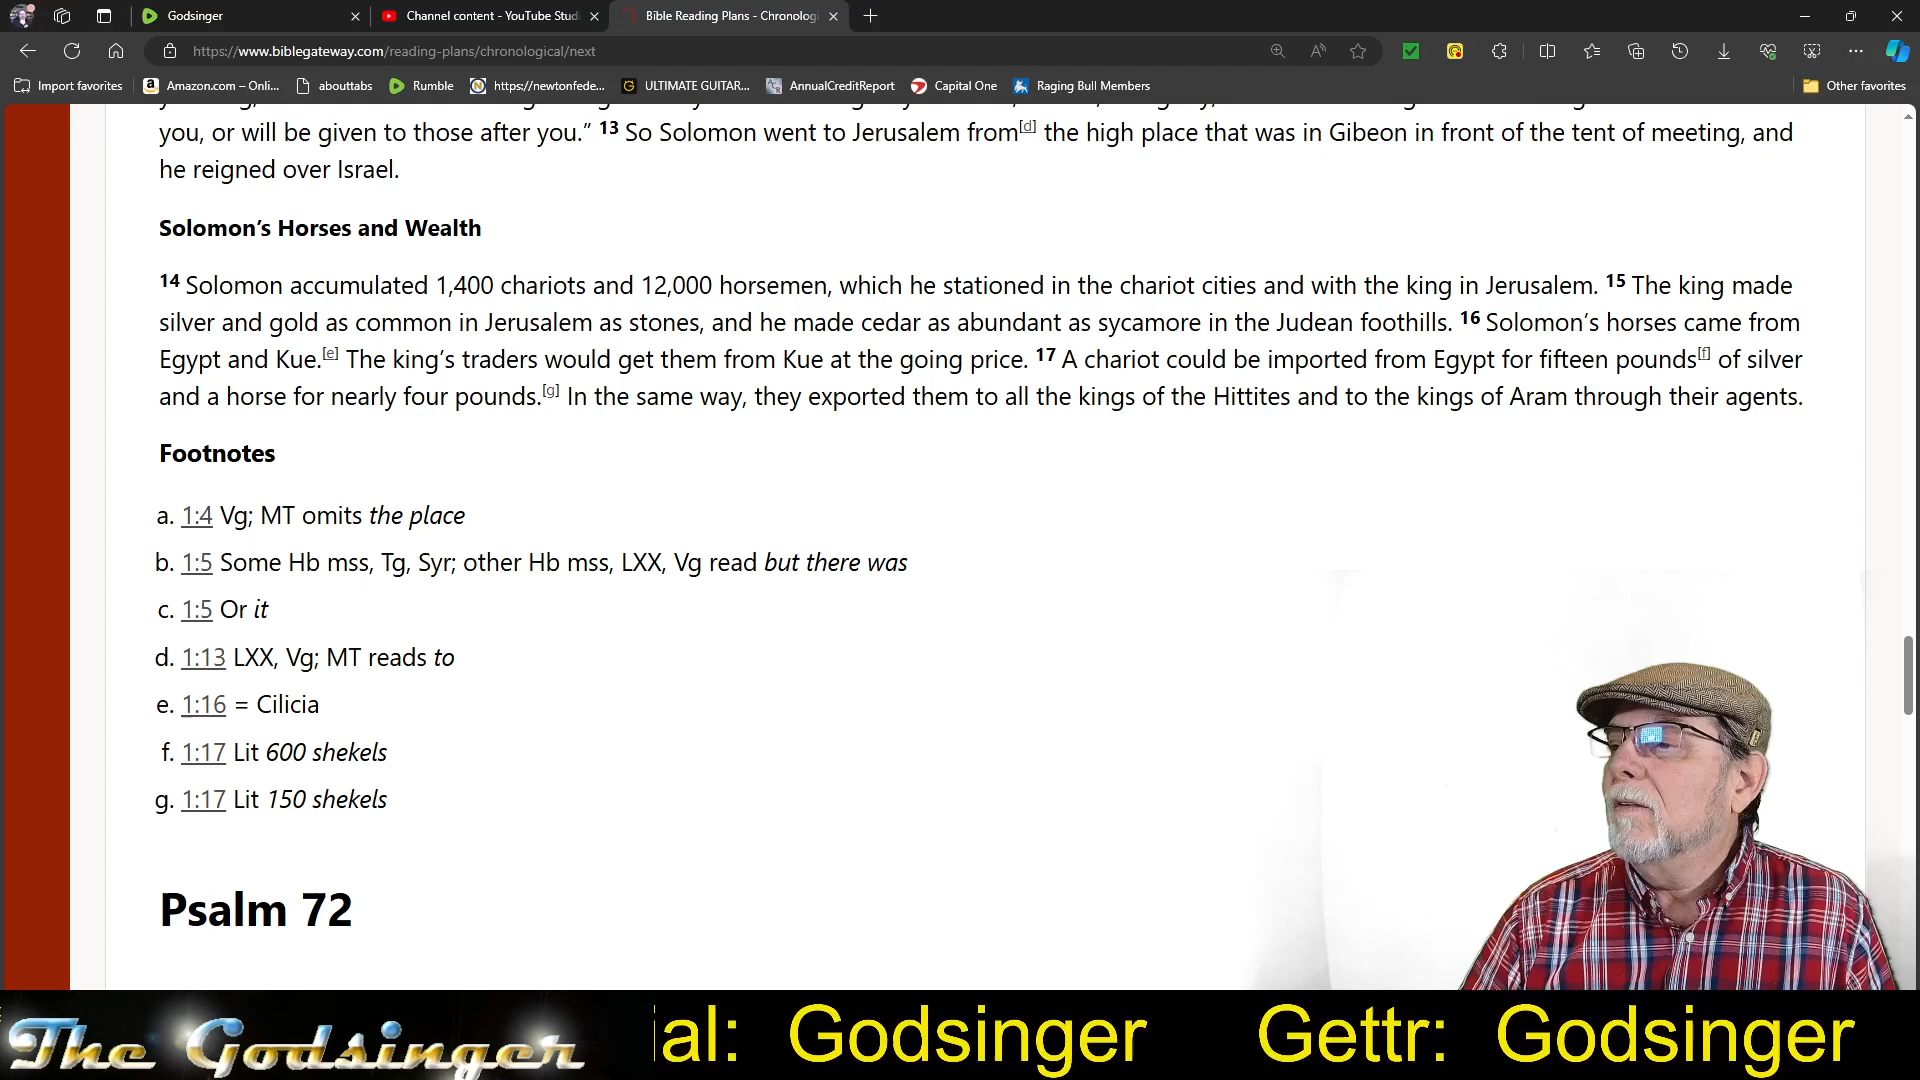 Godsinger
Channel content - YouTube Studi
Bible Reading Plans - Chronologi
https://www.biblegateway.com/reading-plans/chronological/next
Import favorites
Amazon.com – Onli...
abouttabs
Rumble
https://newtonfede...
ULTIMATE GUITAR...
AnnualCreditReport
Capital One
Raging Bull Members
Other favorites
you, or will be given to those after you.” 13 So Solomon went to Jerusalem from[d] the high place that was in Gibeon in front of the tent of meeting, and
he reigned over Israel.
Solomon’s Horses and Wealth
14 Solomon accumulated 1,400 chariots and 12,000 horsemen, which he stationed in the chariot cities and with the king in Jerusalem. 15 The king made
silver and gold as common in Jerusalem as stones, and he made cedar as abundant as sycamore in the Judean foothills. 16 Solomon’s horses came from
Egypt and Kue.[e] The king’s traders would get them from Kue at the going price. 17 A chariot could be imported from Egypt for fifteen pounds[f] of silver
and a horse for nearly four pounds.[g] In the same way, they exported them to all the kings of the Hittites and to the kings of Aram through their agents.
Footnotes
a. 1:4 Vg; MT omits the place
b. 1:5 Some Hb mss, Tg, Syr; other Hb mss, LXX, Vg read but there was
c. 1:5 Or it
d. 1:13 LXX, Vg; MT reads to
e. 1:16 = Cilicia
f. 1:17 Lit 600 shekels
g. 1:17 Lit 150 shekels
Psalm 72
The Godsinger
ial: Godsinger Gettr: Godsinger